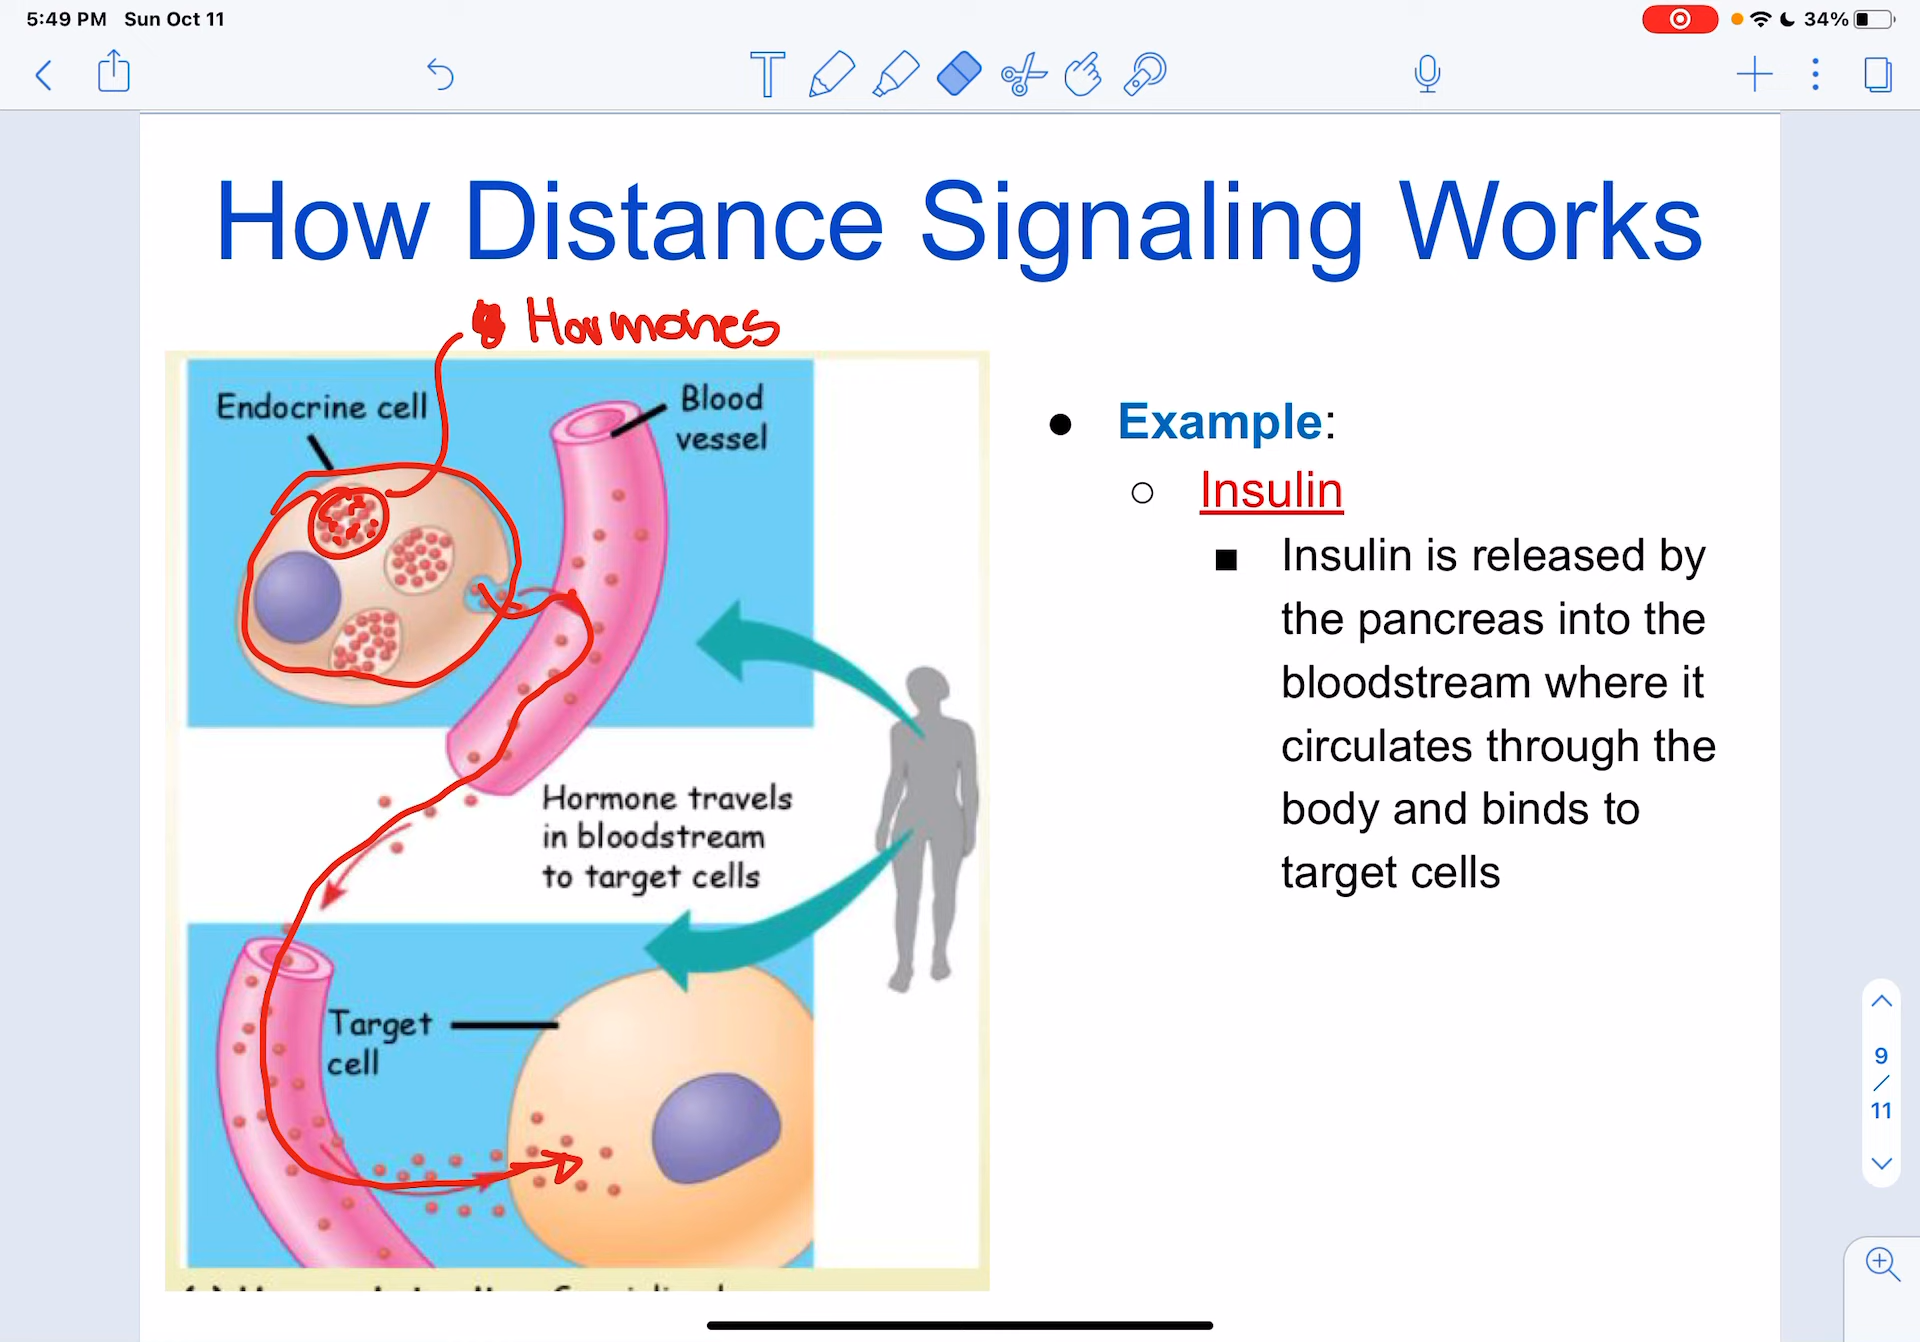 5:49 PM Sun Oct 11
34%
T
How Distance Signaling Works
Hormones
Endocrine cell
Blood
vessel
Hormone travels
in bloodstream
to target cells
Target
cell
● Example:
○ Insulin
■ Insulin is released by
the pancreas into the
bloodstream where it
circulates through the
body and binds to
target cells
9
/
11